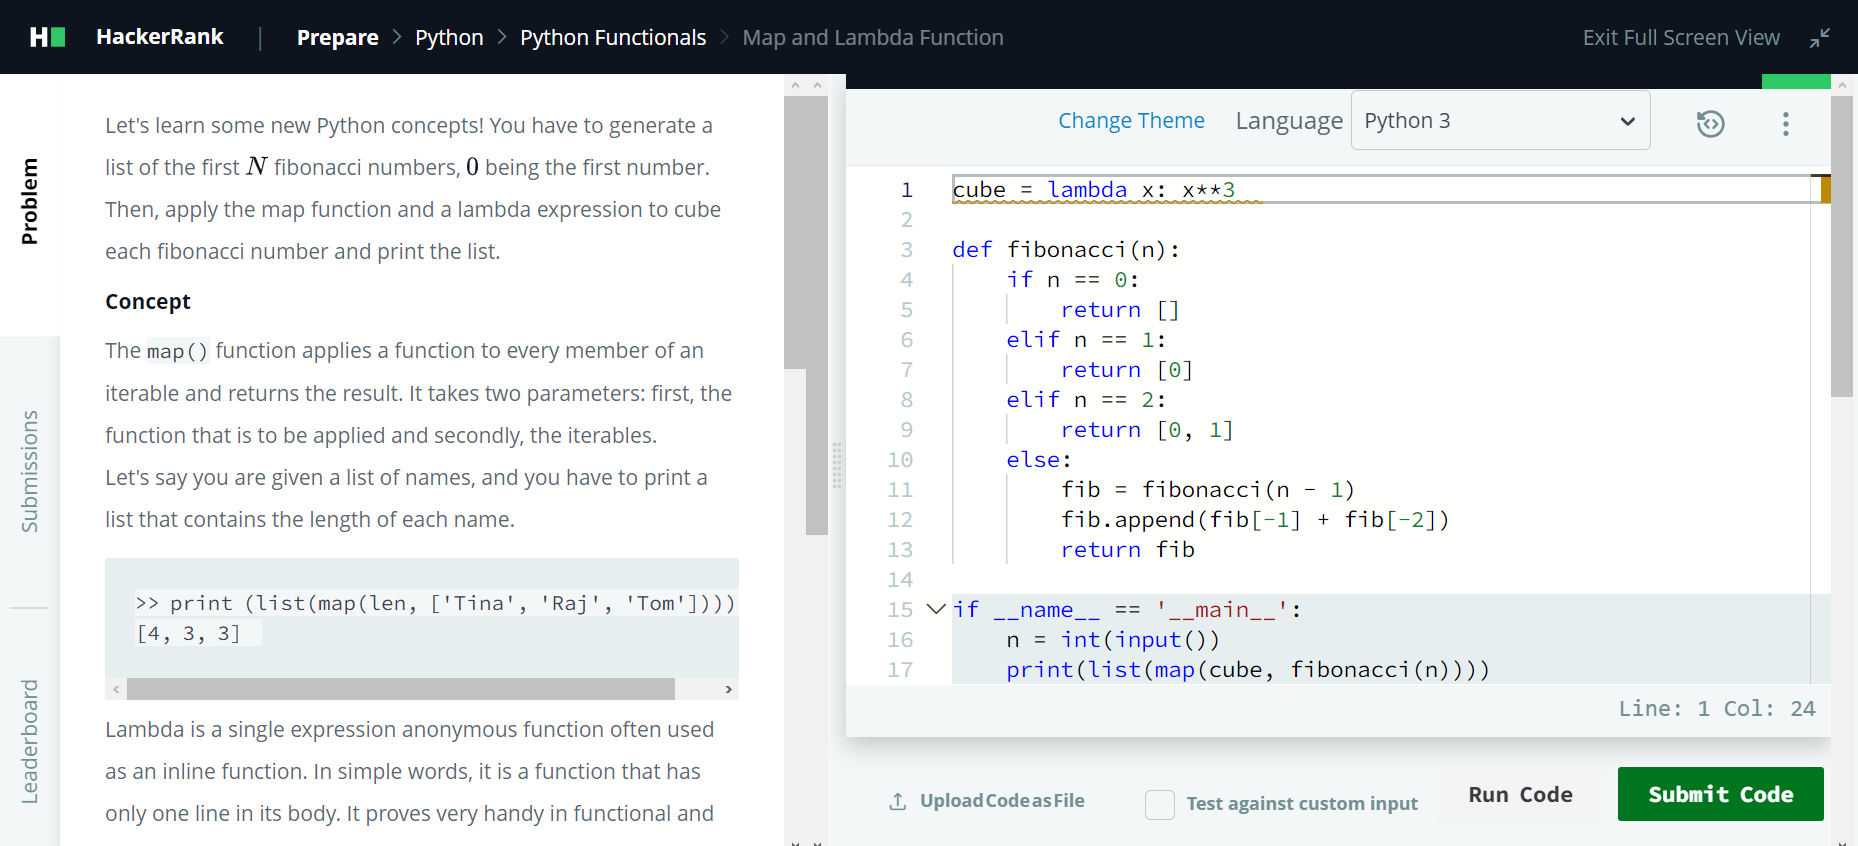 H HackerRank | Prepare > Python > Python Functionals > Map and Lambda Function Exit Full Screen View
Problem
Submissions
Leaderboard
Let's learn some new Python concepts! You have to generate a
list of the first N fibonacci numbers, 0 being the first number.
Then, apply the map function and a lambda expression to cube
each fibonacci number and print the list.
Concept
The map() function applies a function to every member of an
iterable and returns the result. It takes two parameters: first, the
function that is to be applied and secondly, the iterables.
Let's say you are given a list of names, and you have to print a
list that contains the length of each name.
>> print (list(map(len, ['Tina', 'Raj', 'Tom'])))
[4, 3, 3]
Lambda is a single expression anonymous function often used
as an inline function. In simple words, it is a function that has
only one line in its body. It proves very handy in functional and
Change Theme Language Python 3
1 cube = lambda x: x**3
2
3 def fibonacci(n):
4     if n == 0:
5         return []
6     elif n == 1:
7         return [0]
8     elif n == 2:
9         return [0, 1]
10     else:
11         fib = fibonacci(n - 1)
12         fib.append(fib[-1] + fib[-2])
13         return fib
14
15 if __name__ == '__main__':
16     n = int(input())
17     print(list(map(cube, fibonacci(n))))
Line: 1 Col: 24
Upload Code as File Test against custom input Run Code Submit Code